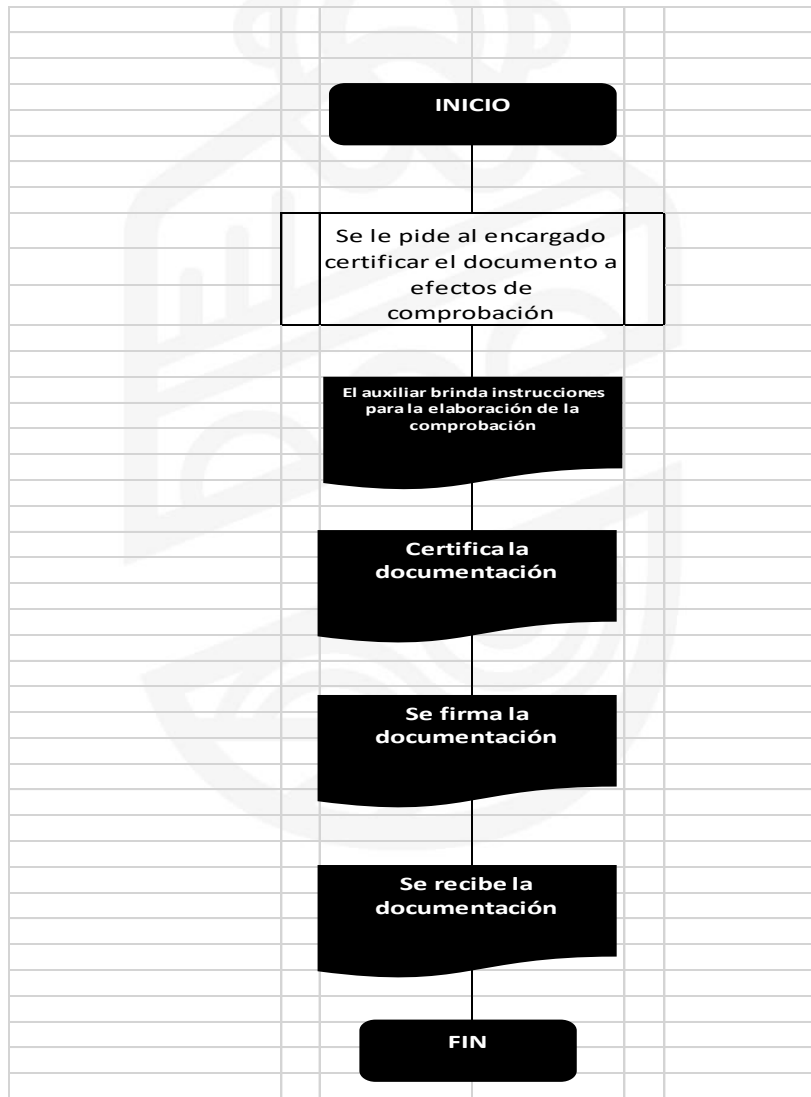 INICIO
Se le pide al encargado
certificar el documento a
efectos de
comprobación
El auxiliar brinda instrucciones
para la elaboración de la
comprobación
Certifica la
documentación
Se firma la
documentación
Se recibe la
documentación
FIN